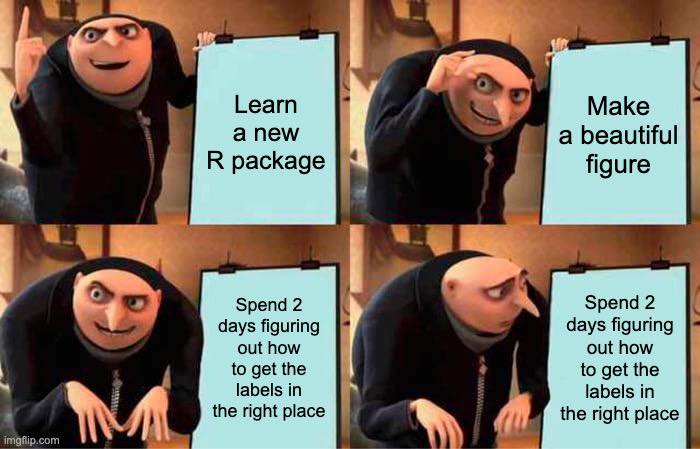 Learn
a new
R package
Make
a beautiful
figure
Spend 2
days figuring
out how
to get the
labels in
the right place
Spend 2
days figuring
out how
to get the
labels in
the right place
imgflip.com